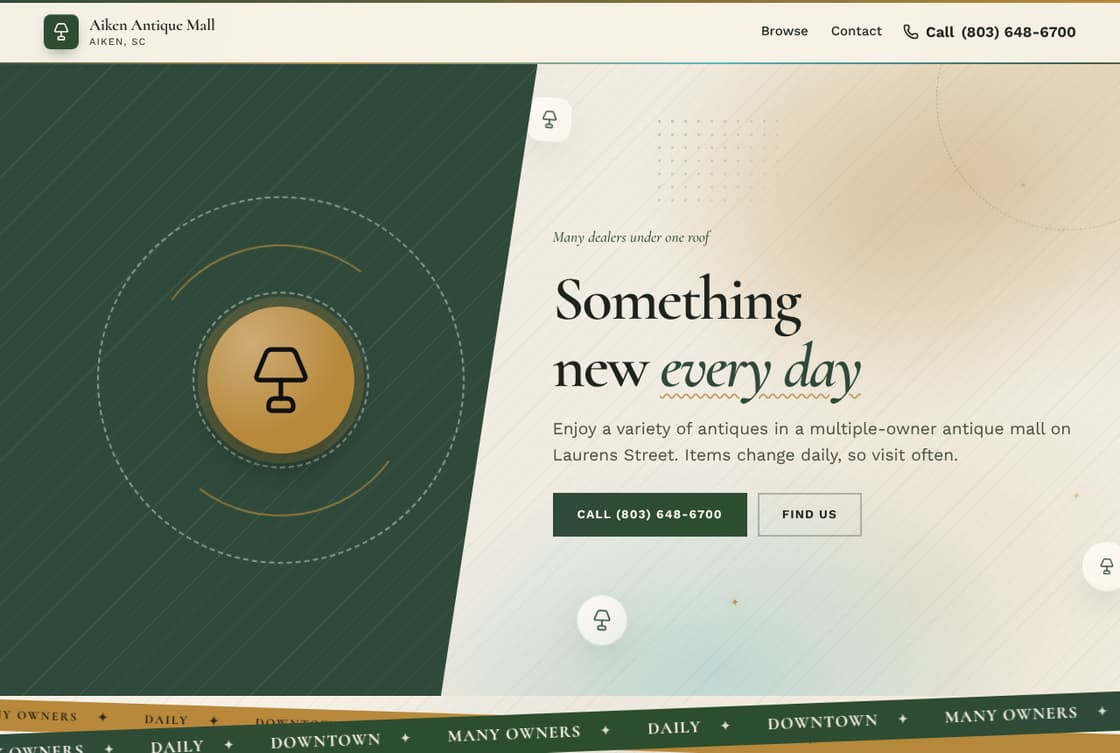 Aiken Antique Mall
AIKEN, SC
Browse Contact Call (803) 648-6700
Many dealers under one roof
Something
new every day
Enjoy a variety of antiques in a multiple-owner antique mall on
Laurens Street. Items change daily, so visit often.
CALL (803) 648-6700 FIND US
OWNERS ✦ DAILY ✦
OWNERS ✦ DAILY ✦ DOWNTOWN ✦ MANY OWNERS ✦ DAILY ✦ DOWNTOWN ✦ MANY OWNERS ✦